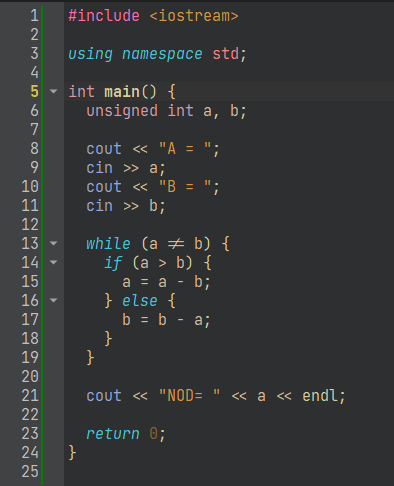 1 #include <iostream>
2
3 using namespace std;
4
5 int main() {
6 unsigned int a, b;
7
8 cout << "A = ";
9 cin >> a;
10 cout << "B = ";
11 cin >> b;
12
13 while (a ≠ b) {
14 if (a > b) {
15 a = a - b;
16 } else {
17 b = b - a;
18 }
19 }
20
21 cout << "NOD= " << a << endl;
22
23 return 0;
24 }
25